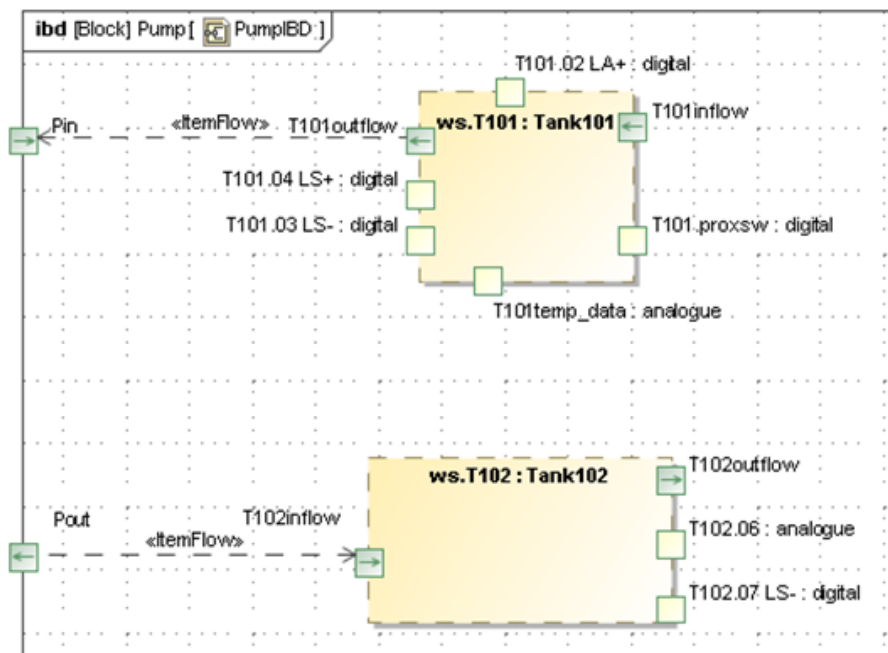 ibd [Block] Pump[ PumpIBD ]
T101.02 LA+ : digital
Pin
«ItemFlow»
T101outflow
ws.T101 : Tank101
T101inflow
T101.04 LS+ : digital
T101.03 LS- : digital
T101.proxsw : digital
T101temp_data : analogue
ws.T102 : Tank102
T102outflow
Pout
T102inflow
T102.06 : analogue
«ItemFlow»
T102.07 LS- : digital